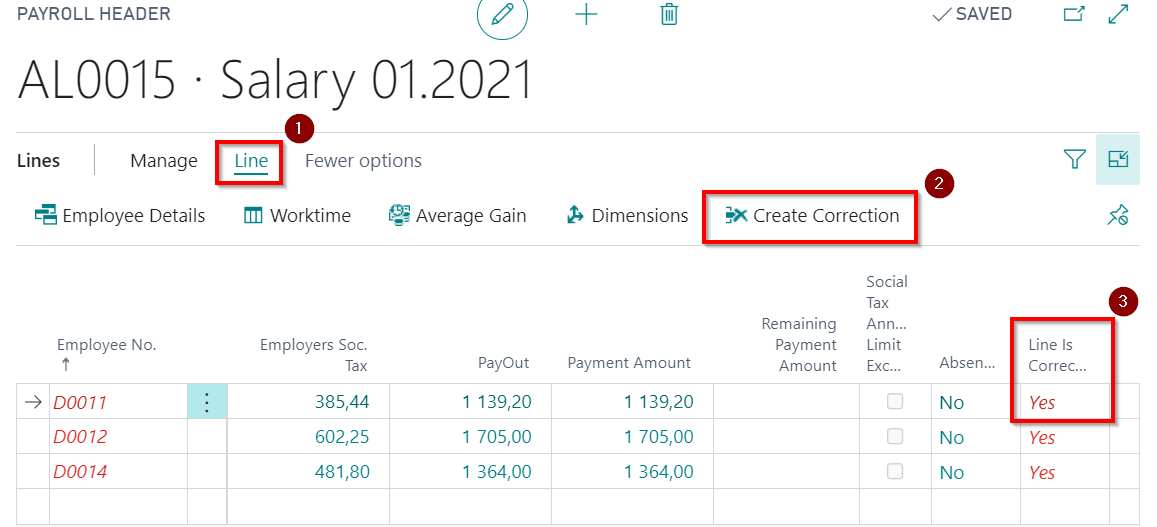 PAYROLL HEADER
SAVED
AL0015 · Salary 01.2021
1
Lines
Manage
Line
Fewer options
2
Employee Details
Worktime
Average Gain
Dimensions
Create Correction
3
Employee No.
Employers Soc.
Tax
PayOut
Payment Amount
Remaining
Payment
Amount
Social
Tax
Ann...
Limit
Exc...
Absen...
Line Is
Correc...
D0011 385,44 1 139,20 1 139,20 No Yes
D0012 602,25 1 705,00 1 705,00 No Yes
D0014 481,80 1 364,00 1 364,00 No Yes